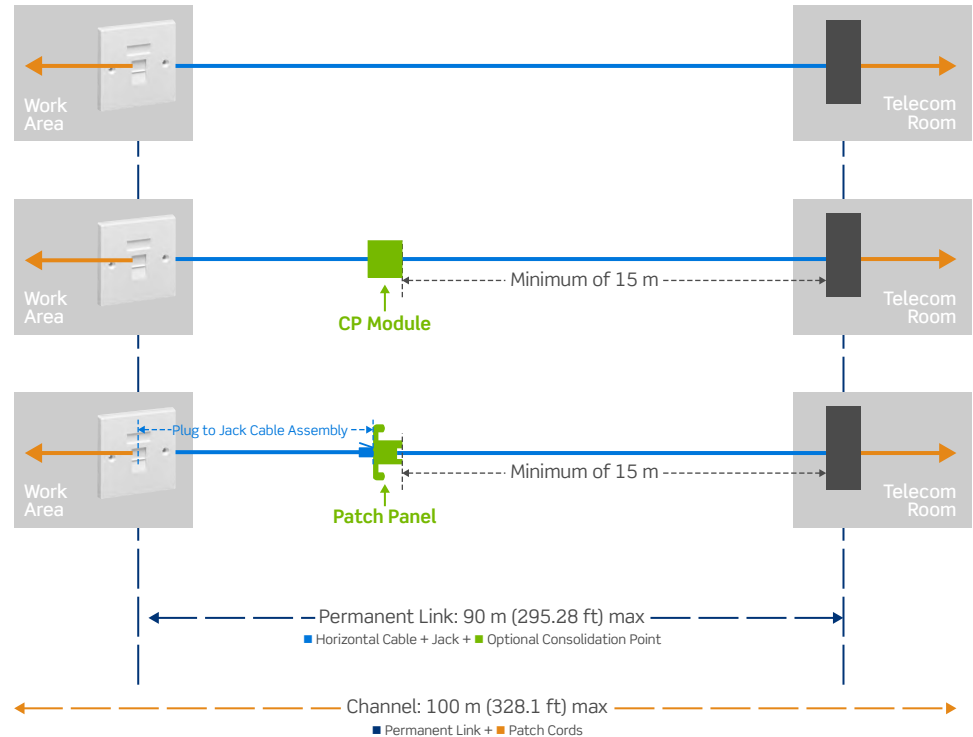 Work
Area
Telecom
Room
Minimum of 15 m
CP Module
Work
Area
Telecom
Room
Plug to Jack Cable Assembly
Minimum of 15 m
Patch Panel
Work
Area
Telecom
Room
Permanent Link: 90 m (295.28 ft) max
Horizontal Cable + Jack + Optional Consolidation Point
Channel: 100 m (328.1 ft) max
Permanent Link + Patch Cords